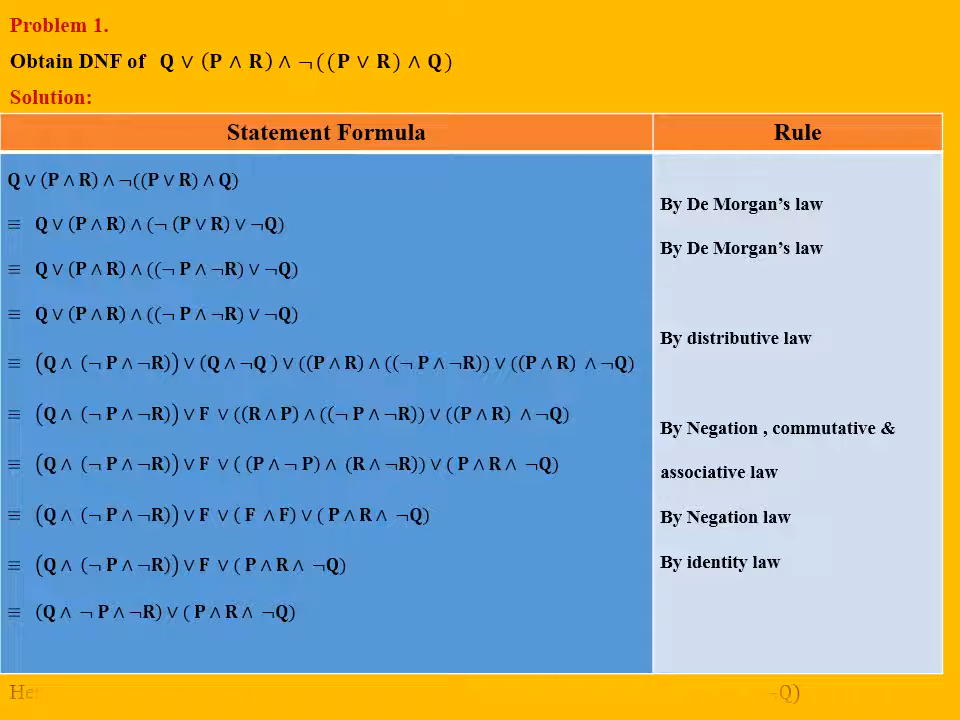 Problem 1.
Obtain DNF of Q ∨ (P ∧ R) ∧ ¬ ((P ∨ R) ∧ Q)
Solution:
Statement Formula
Rule
Q ∨ (P ∧ R) ∧ ¬((P ∨ R) ∧ Q)
≡ Q ∨ (P ∧ R) ∧ (¬ (P ∨ R) ∨ ¬Q)
≡ Q ∨ (P ∧ R) ∧ ((¬ P ∧ ¬R) ∨ ¬Q)
≡ Q ∨ (P ∧ R) ∧ ((¬ P ∧ ¬R) ∨ ¬Q)
≡ (Q ∧ (¬ P ∧ ¬R)) ∨ (Q ∧ ¬Q ) ∨ ((P ∧ R) ∧ ((¬ P ∧ ¬R)) ∨ ((P ∧ R) ∧ ¬Q)
≡ (Q ∧ (¬ P ∧ ¬R)) ∨ F ∨ ((R ∧ P) ∧ ((¬ P ∧ ¬R)) ∨ ((P ∧ R) ∧ ¬Q)
≡ (Q ∧ (¬ P ∧ ¬R)) ∨ F ∨ ( (P ∧ ¬ P) ∧ (R ∧ ¬R)) ∨ ( P ∧ R ∧ ¬Q)
≡ (Q ∧ (¬ P ∧ ¬R)) ∨ F ∨ ( F ∧ F) ∨ ( P ∧ R ∧ ¬Q)
≡ (Q ∧ (¬ P ∧ ¬R)) ∨ F ∨ ( P ∧ R ∧ ¬Q)
≡ (Q ∧ ¬ P ∧ ¬R) ∨ ( P ∧ R ∧ ¬Q)
By De Morgan's law
By De Morgan's law
By distributive law
By Negation , commutative &
associative law
By Negation law
By identity law
¬Q)